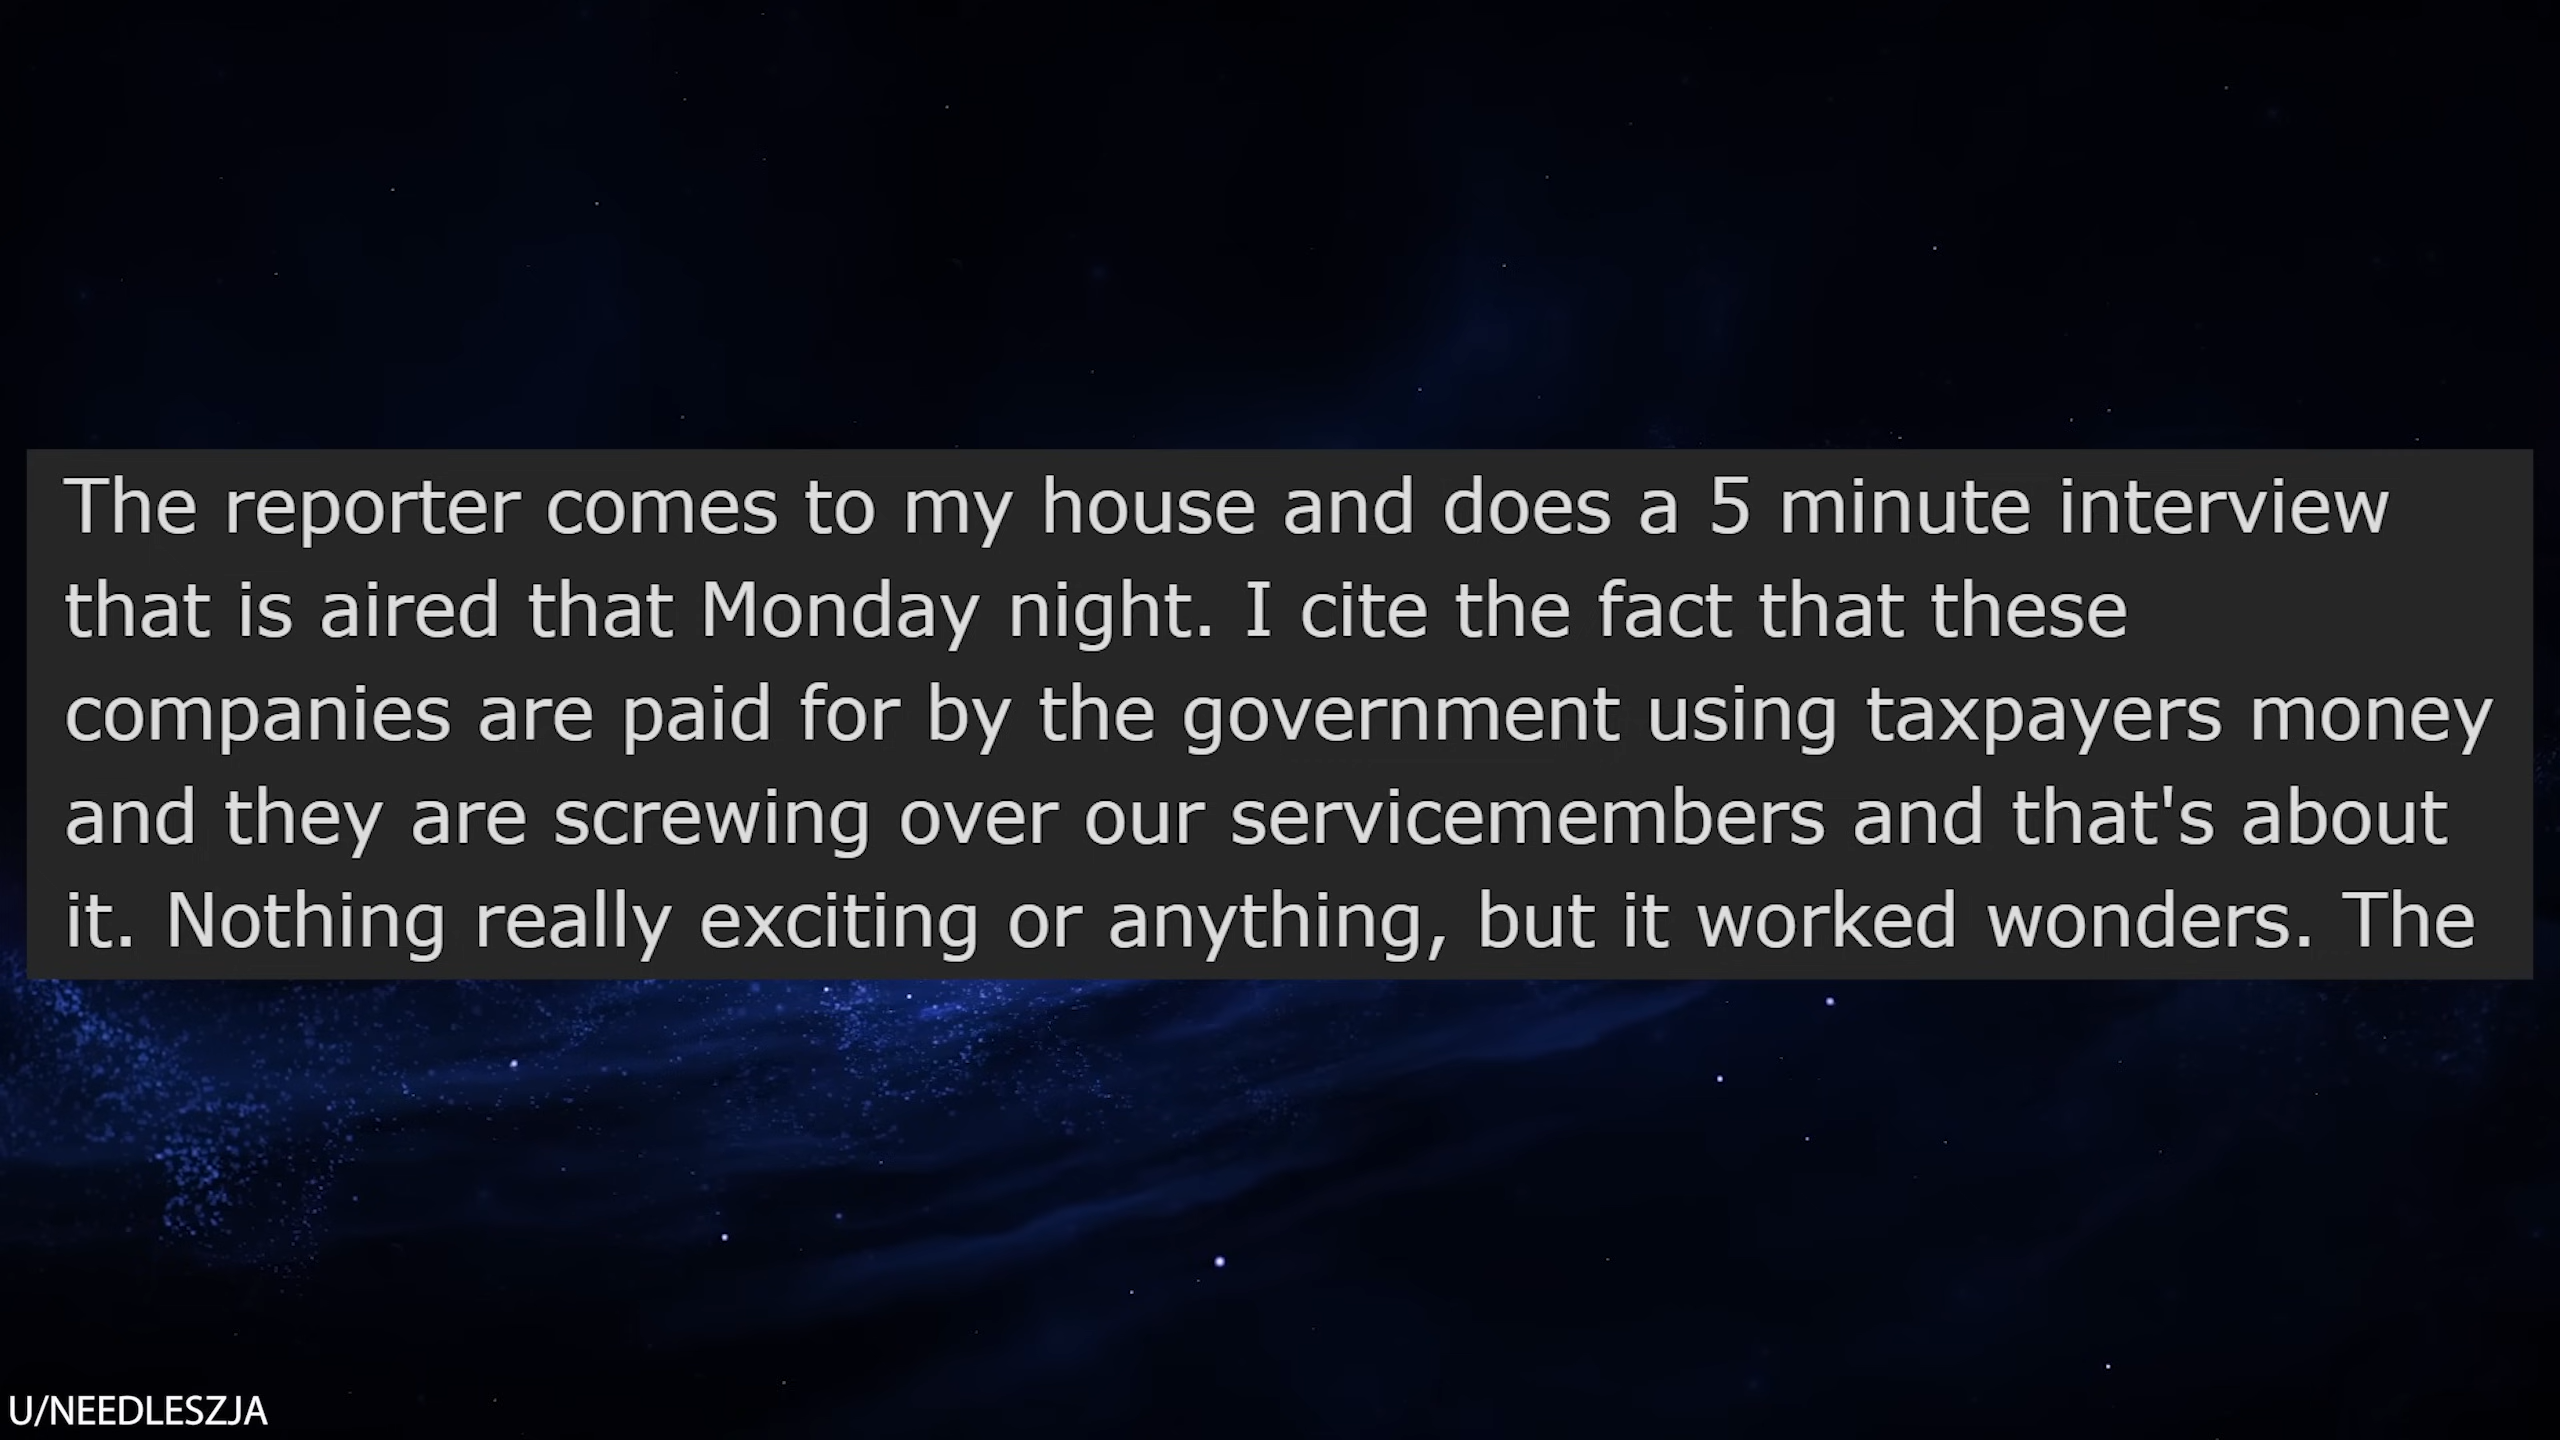 The reporter comes to my house and does a 5 minute interview
that is aired that Monday night. I cite the fact that these
companies are paid for by the government using taxpayers money
and they are screwing over our servicemembers and that's about
it. Nothing really exciting or anything, but it worked wonders. The
U/NEEDLESZJA